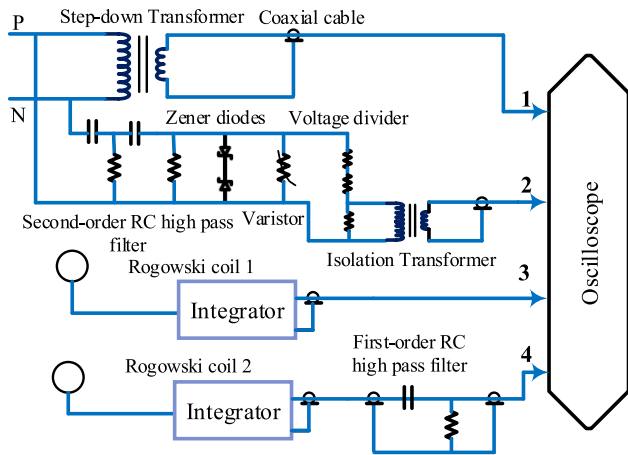 P
Step-down Transformer
Coaxial cable
1
N
Zener diodes
Voltage divider
2
Second-order RC high pass
filter
Varistor
Isolation Transformer
Oscilloscope
Rogowski coil 1
3
Integrator
First-order RC
high pass filter
4
Rogowski coil 2
Integrator